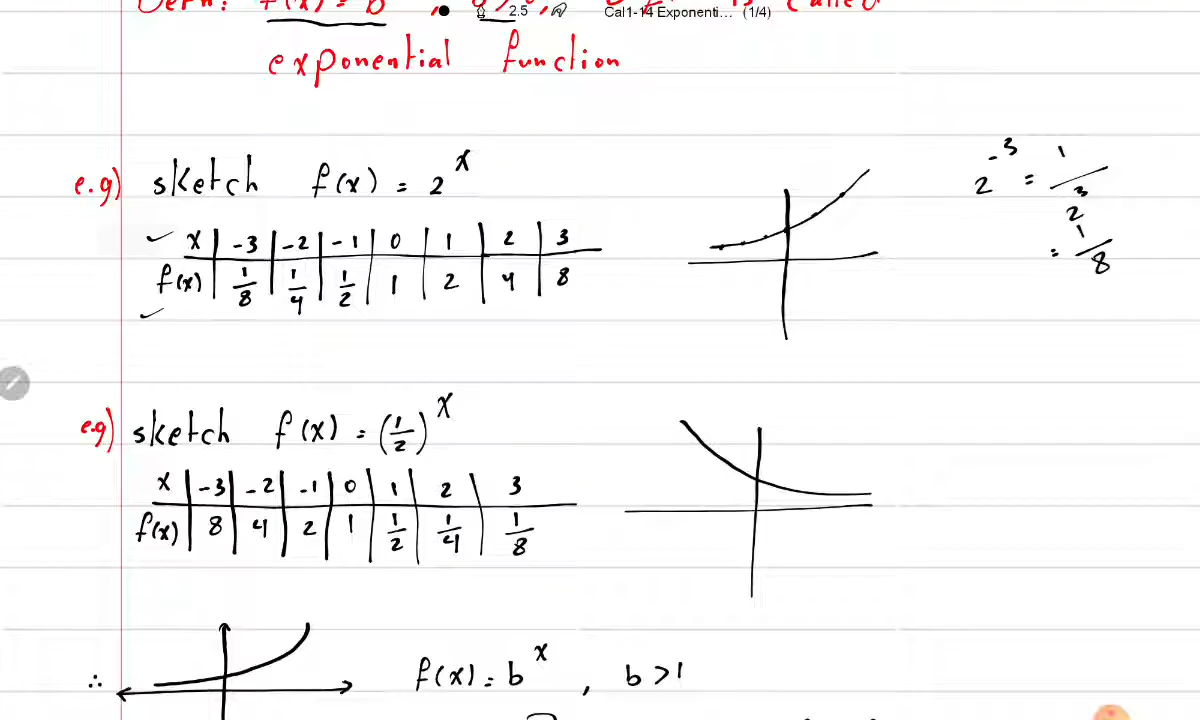 Defn: f(x) = b
called
2.5 Cal1-14 Exponenti... (1/4)
exponential function
e.g) sketch f(x) = 2^x
x | -3 | -2 | -1 | 0 | 1 | 2 | 3
f(x) | 1/8 | 1/4 | 1/2 | 1 | 2 | 4 | 8
2^-3 = 1/2^3
= 1/8
e.g) sketch f(x) = (1/2)^x
x | -3 | -2 | -1 | 0 | 1 | 2 | 3
f(x) | 8 | 4 | 2 | 1 | 1/2 | 1/4 | 1/8
∴ f(x) = b^x , b > 1